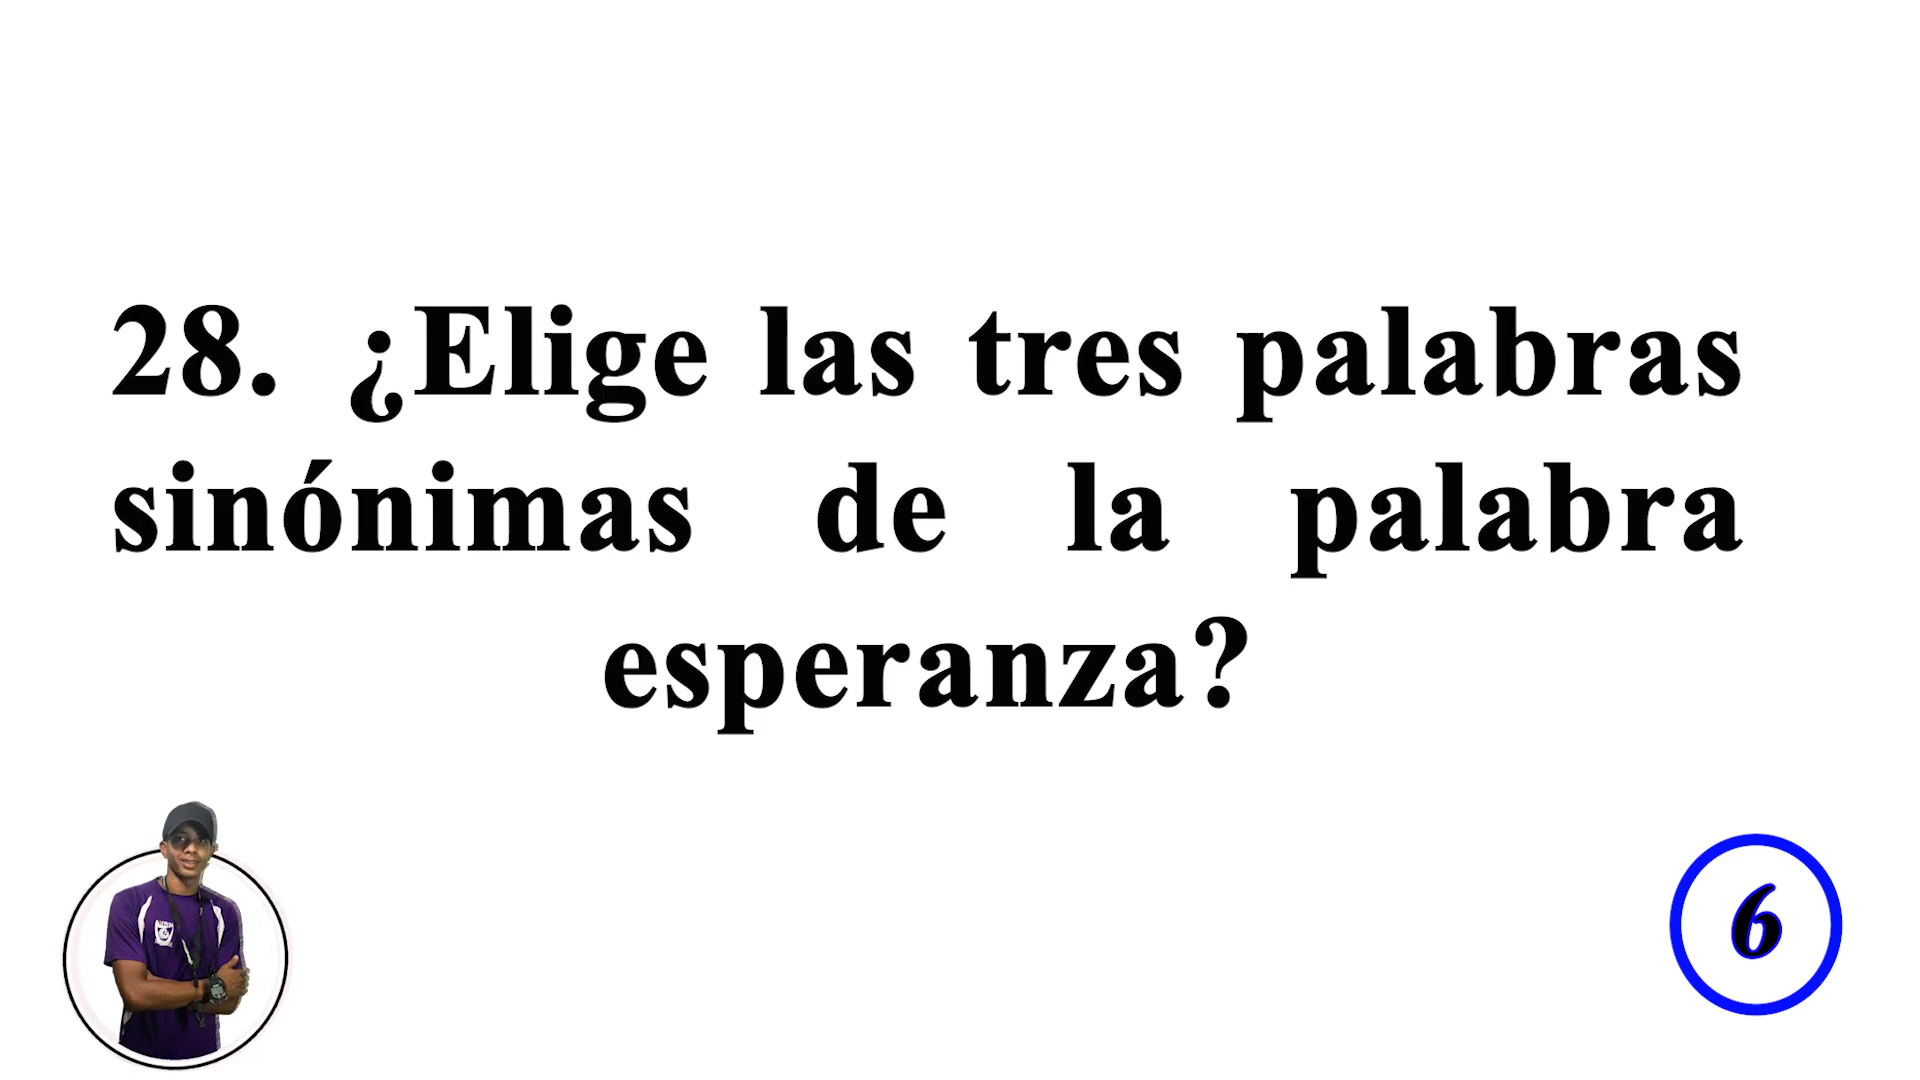 28. ¿Elige las tres palabras
sinónimas de la palabra
esperanza?
6